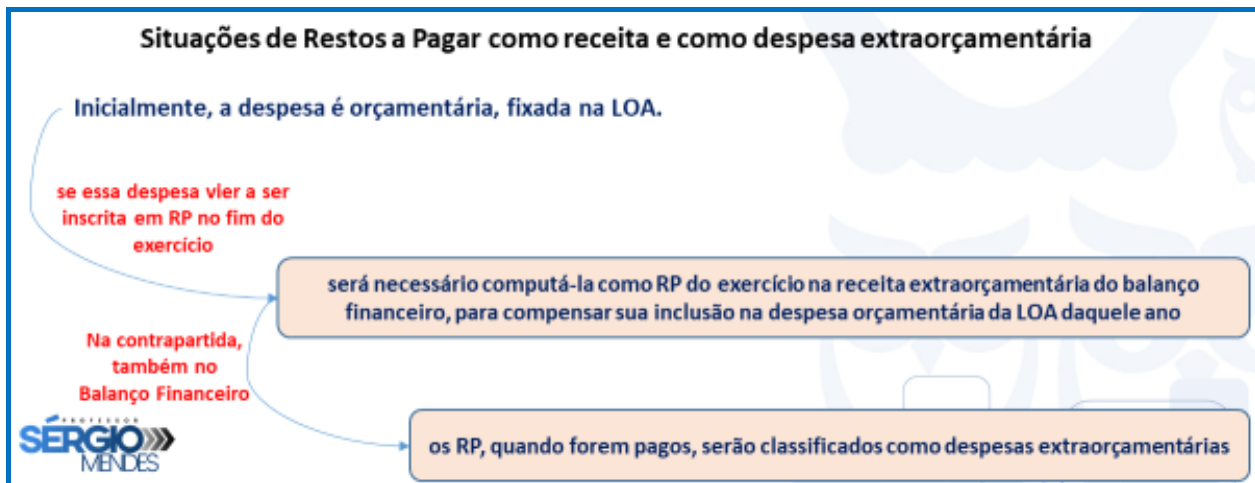 Situações de Restos a Pagar como receita e como despesa extraorçamentária
Inicialmente, a despesa é orçamentária, fixada na LOA.
se essa despesa vier a ser
inscrita em RP no fim do
exercício
será necessário computá-la como RP do exercício na receita extraorçamentária do balanço
financeiro, para compensar sua inclusão na despesa orçamentária da LOA daquele ano
Na contrapartida,
também no
Balanço Financeiro
os RP, quando forem pagos, serão classificados como despesas extraorçamentárias
PROFESSOR
SÉRGIO
MENDES